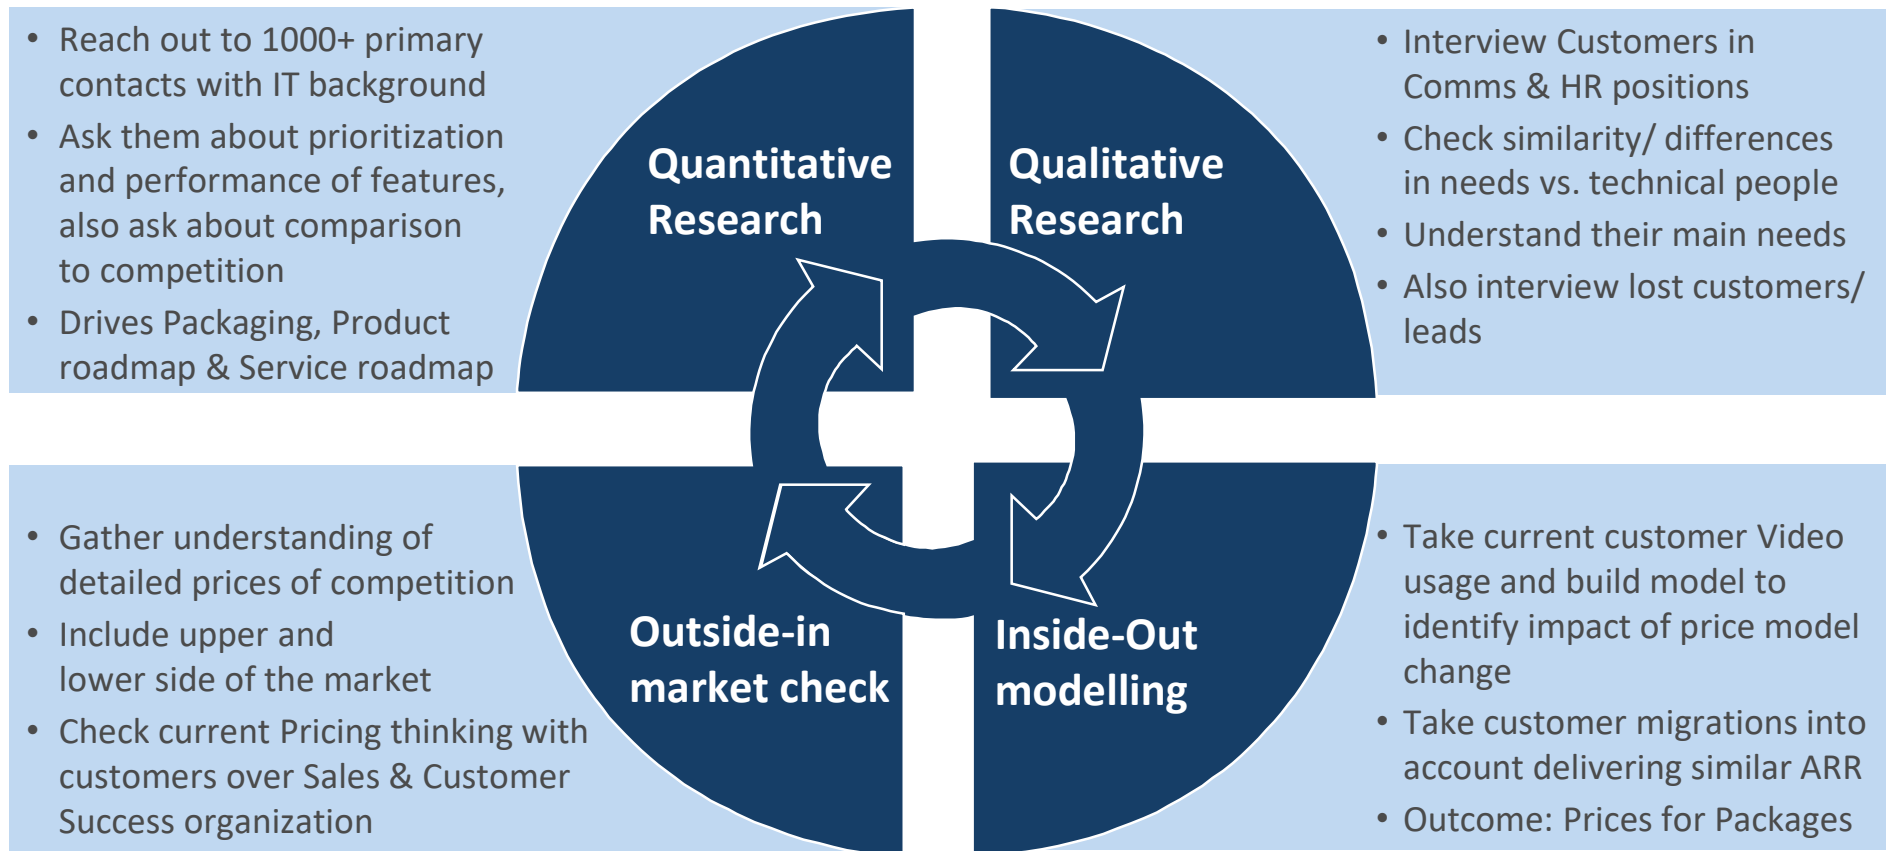 • Reach out to 1000+ primary
contacts with IT background
• Ask them about prioritization
and performance of features,
also ask about comparison
to competition
• Drives Packaging, Product
roadmap & Service roadmap
Quantitative
Research
Qualitative
Research
• Interview Customers in
Comms & HR positions
• Check similarity/ differences
in needs vs. technical people
• Understand their main needs
• Also interview lost customers/
leads
• Gather understanding of
detailed prices of competition
• Include upper and
lower side of the market
• Check current Pricing thinking with
customers over Sales & Customer
Success organization
Outside-in
market check
Inside-Out
modelling
• Take current customer Video
usage and build model to
identify impact of price model
change
• Take customer migrations into
account delivering similar ARR
• Outcome: Prices for Packages